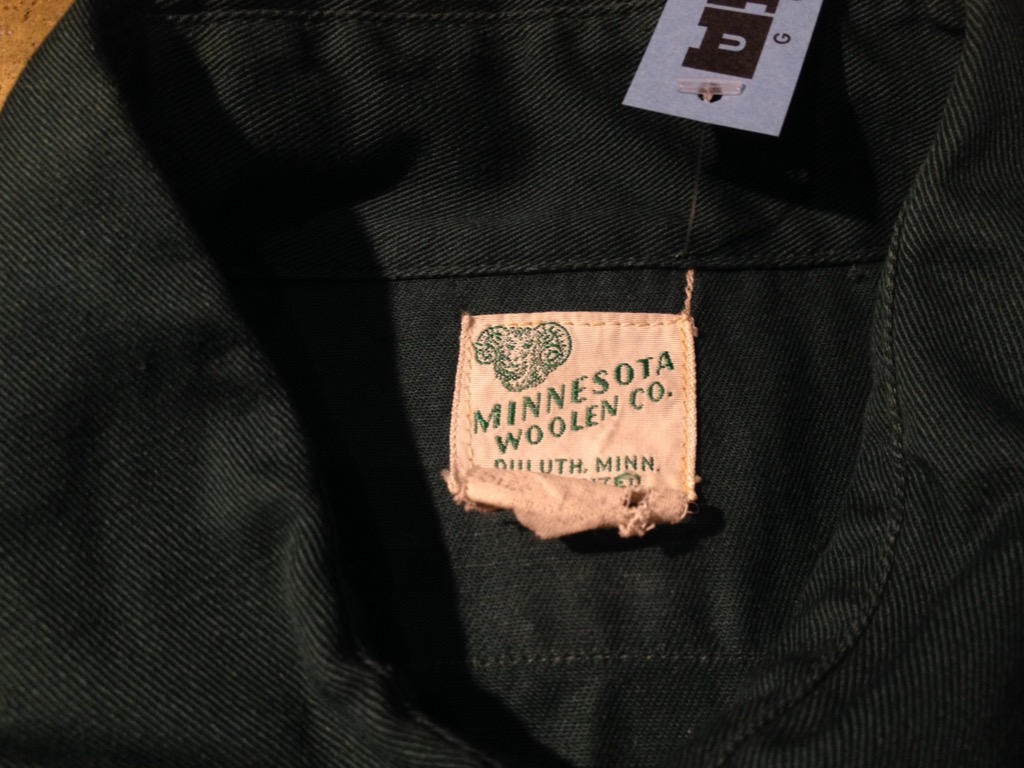 U
G
MINNESOTA
WOOLEN CO.
DULUTH, MINN.